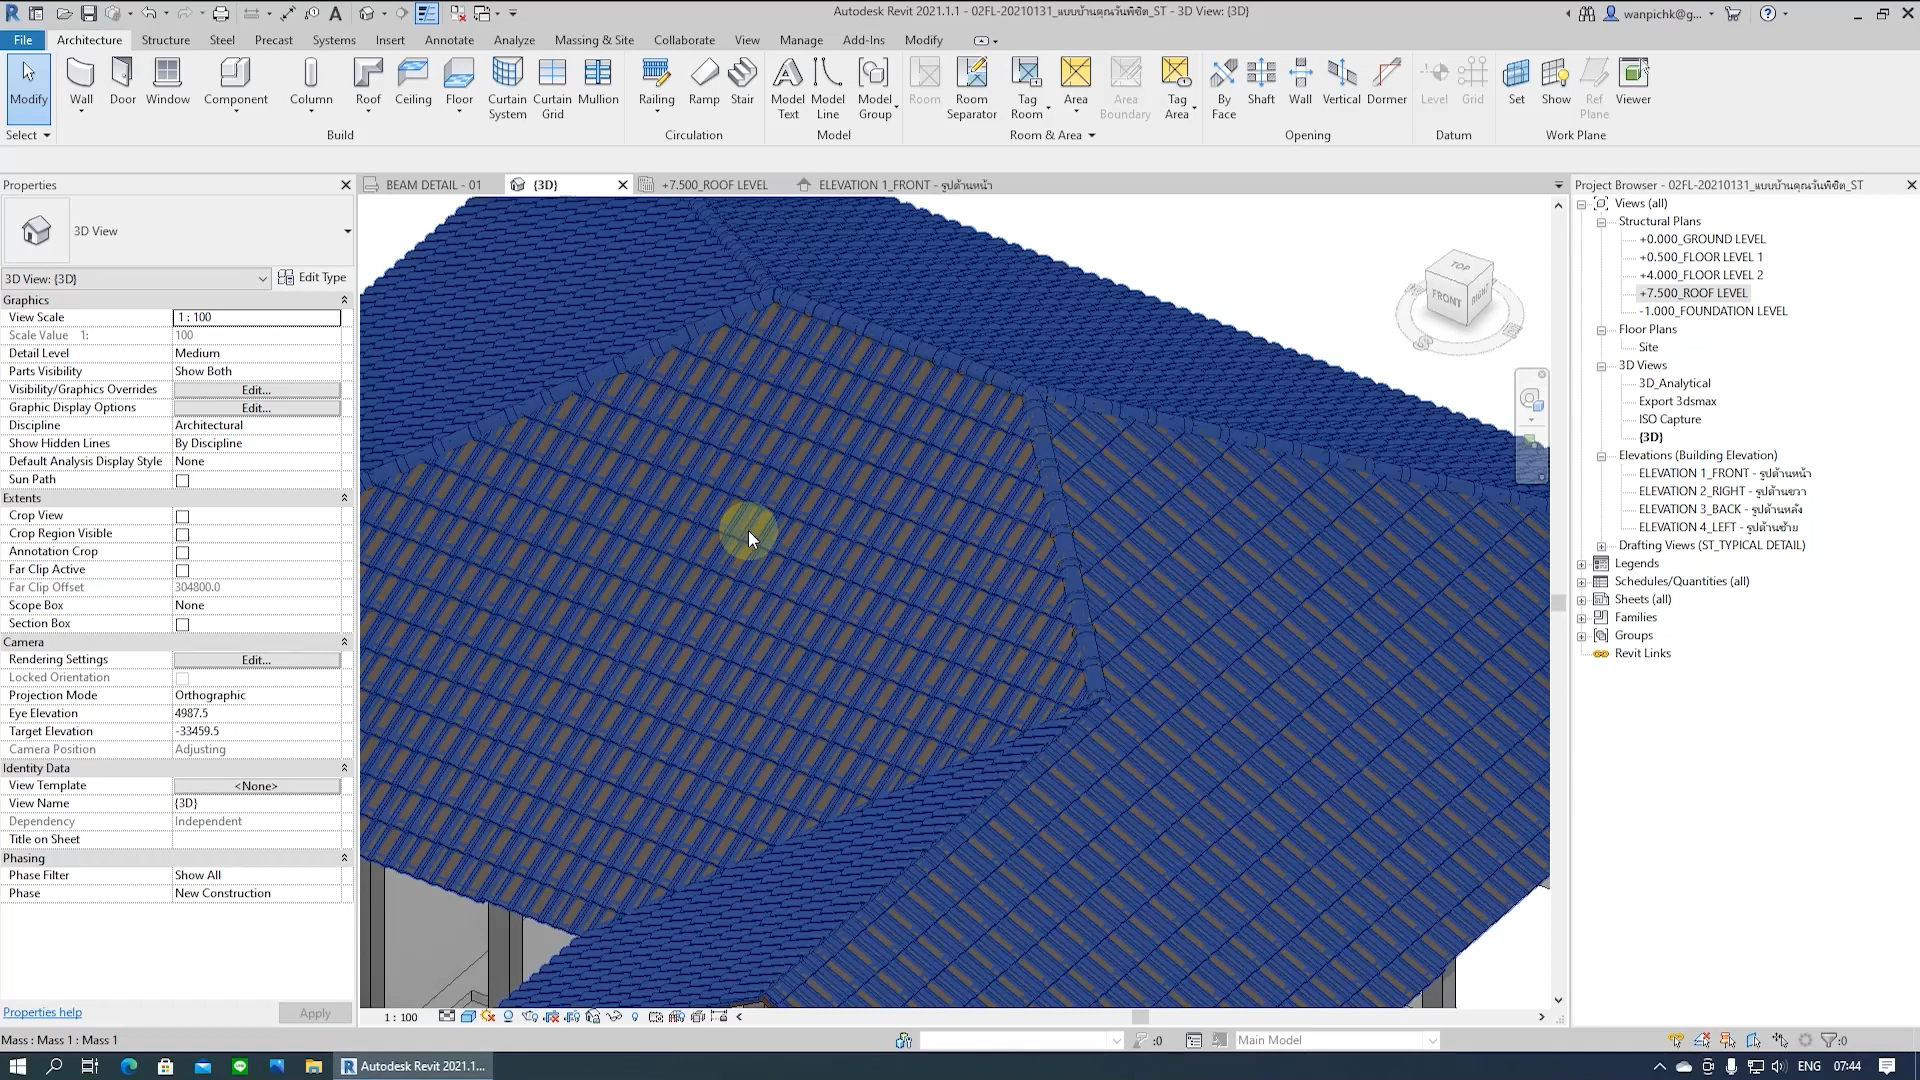 Autodesk Revit 2021.1.1 - 02FL-20210131_แบบบ้านคุณวันพิชิต_ST - 3D View: {3D}
wanpichk@g...
File Architecture Structure Steel Precast Systems Insert Annotate Analyze Massing & Site Collaborate View Manage Add-Ins Modify
Modify
Wall
Door
Window
Component
Column
Roof
Ceiling
Floor
Curtain System
Curtain Grid
Mullion
Railing
Ramp
Stair
Model Text
Model Line
Model Group
Room
Room Separator
Tag Room
Area
Area Boundary
Tag Area
By Face
Shaft
Wall
Vertical
Dormer
Level
Grid
Set
Show
Ref Plane
Viewer
Select
Build
Circulation
Model
Room & Area
Opening
Datum
Work Plane
Properties
3D View
3D View: {3D}
Edit Type
Graphics
View Scale 1 : 100
Scale Value 1: 100
Detail Level Medium
Parts Visibility Show Both
Visibility/Graphics Overrides Edit...
Graphic Display Options Edit...
Discipline Architectural
Show Hidden Lines By Discipline
Default Analysis Display Style None
Sun Path
Extents
Crop View
Crop Region Visible
Annotation Crop
Far Clip Active
Far Clip Offset 304800.0
Scope Box None
Section Box
Camera
Rendering Settings Edit...
Locked Orientation
Projection Mode Orthographic
Eye Elevation 4987.5
Target Elevation -33459.5
Camera Position Adjusting
Identity Data
View Template <None>
View Name {3D}
Dependency Independent
Title on Sheet
Phasing
Phase Filter Show All
Phase New Construction
Properties help
Apply
BEAM DETAIL - 01
{3D}
+7.500_ROOF LEVEL
ELEVATION 1_FRONT - รูปด้านหน้า
TOP
FRONT
RIGHT
1 : 100
Project Browser - 02FL-20210131_แบบบ้านคุณวันพิชิต_ST
Views (all)
Structural Plans
+0.000_GROUND LEVEL
+0.500_FLOOR LEVEL 1
+4.000_FLOOR LEVEL 2
+7.500_ROOF LEVEL
-1.000_FOUNDATION LEVEL
Floor Plans
Site
3D Views
3D_Analytical
Export 3dsmax
ISO Capture
{3D}
Elevations (Building Elevation)
ELEVATION 1_FRONT - รูปด้านหน้า
ELEVATION 2_RIGHT - รูปด้านขวา
ELEVATION 3_BACK - รูปด้านหลัง
ELEVATION 4_LEFT - รูปด้านซ้าย
Drafting Views (ST_TYPICAL DETAIL)
Legends
Schedules/Quantities (all)
Sheets (all)
Families
Groups
Revit Links
Mass : Mass 1 : Mass 1
:0
Main Model
:0
Autodesk Revit 2021.1...
ENG
07:44